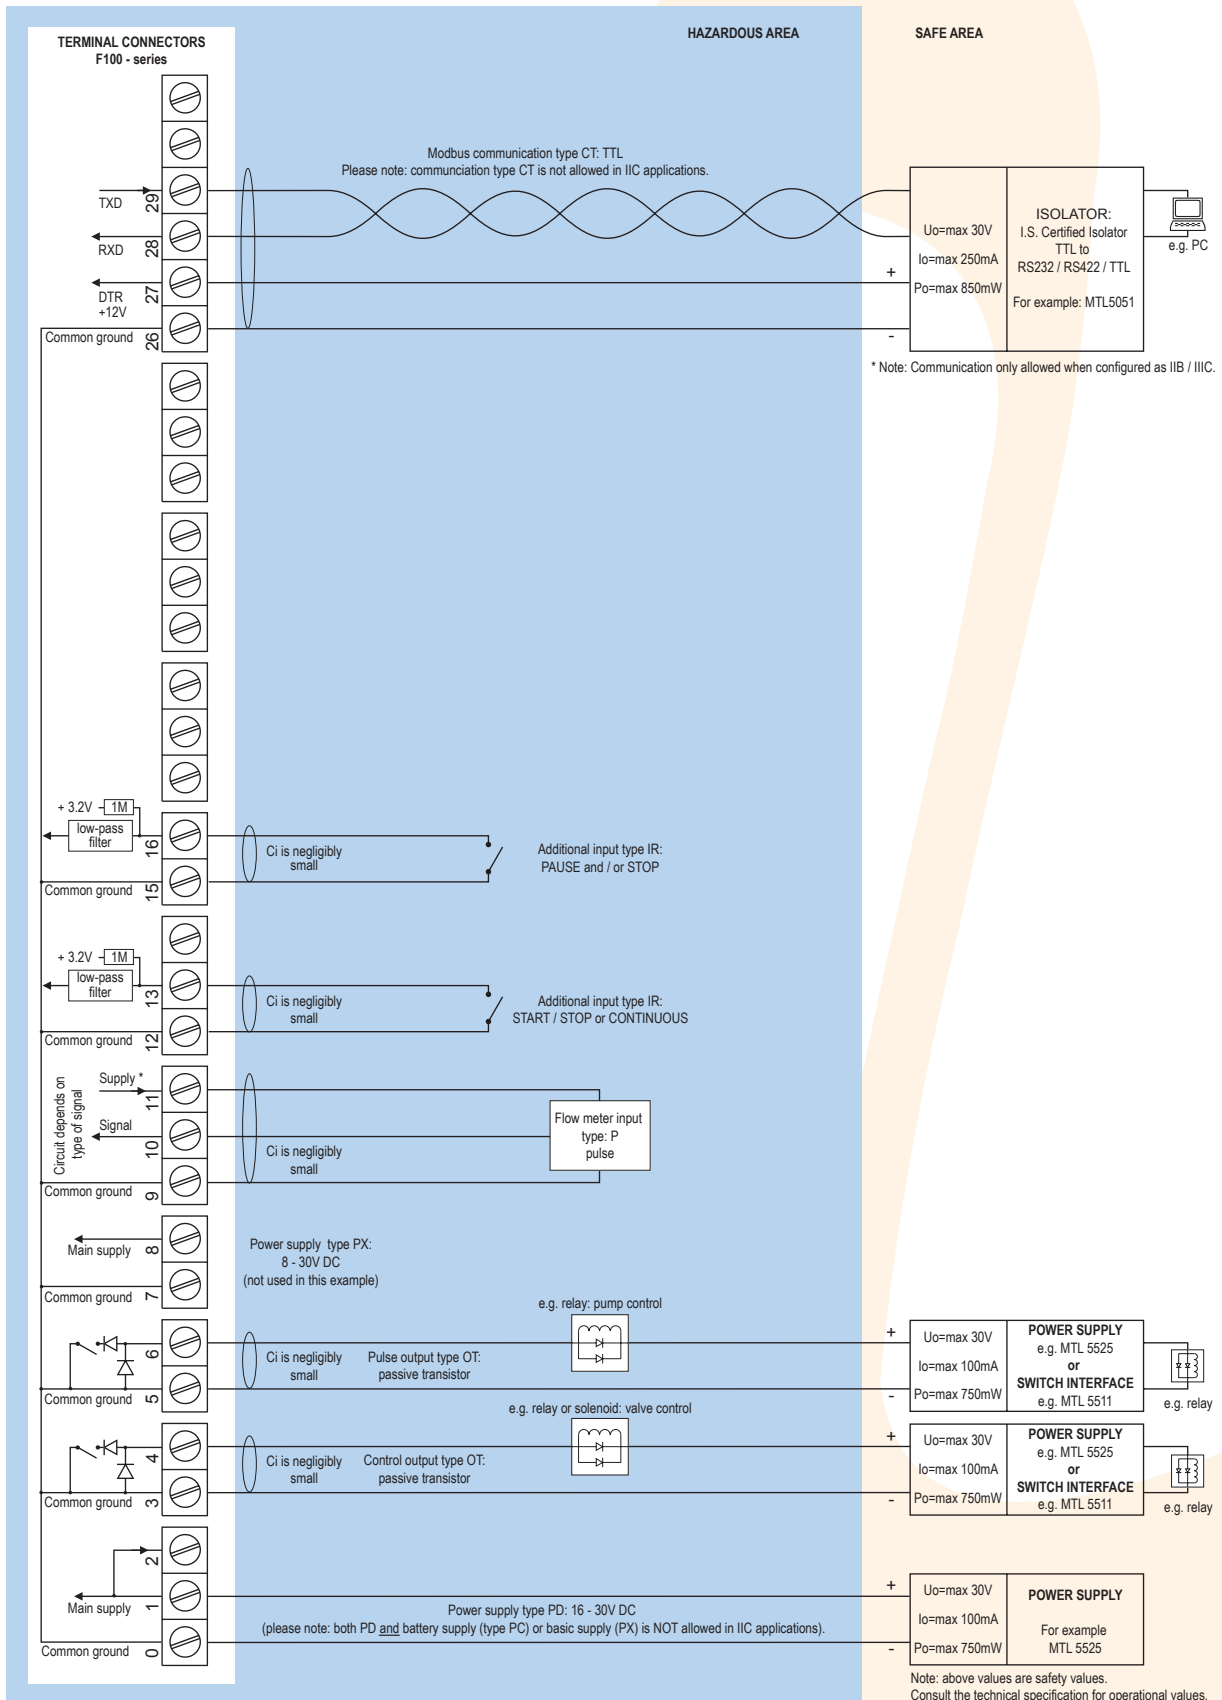 HAZARDOUS AREA
SAFE AREA
TERMINAL CONNECTORS
F100 - series
Modbus communication type CT: TTL
Please note: communciation type CT is not allowed in IIC applications.
TXD
29
RXD
28
DTR
+12V
27
Common ground
26
+
-
Uo=max 30V
Io=max 250mA
Po=max 850mW
ISOLATOR:
I.S. Certified Isolator
TTL to
RS232 / RS422 / TTL
For example: MTL5051
e.g. PC
* Note: Communication only allowed when configured as IIB / IIIC.
+ 3.2V
1M
low-pass
filter
16
Common ground
15
Ci is negligibly
small
Additional input type IR:
PAUSE and / or STOP
+ 3.2V
1M
low-pass
filter
13
Common ground
12
Ci is negligibly
small
Additional input type IR:
START / STOP or CONTINUOUS
Circuit depends on
type of signal
Supply *
11
Signal
10
Common ground
9
Ci is negligibly
small
Flow meter input
type: P
pulse
Main supply
8
Common ground
7
Power supply type PX:
8 - 30V DC
(not used in this example)
e.g. relay: pump control
6
Common ground
5
Ci is negligibly
small
Pulse output type OT:
passive transistor
+
-
Uo=max 30V
Io=max 100mA
Po=max 750mW
POWER SUPPLY
e.g. MTL 5525
or
SWITCH INTERFACE
e.g. MTL 5511
e.g. relay
e.g. relay or solenoid: valve control
4
Common ground
3
Ci is negligibly
small
Control output type OT:
passive transistor
+
-
Uo=max 30V
Io=max 100mA
Po=max 750mW
POWER SUPPLY
e.g. MTL 5525
or
SWITCH INTERFACE
e.g. MTL 5511
e.g. relay
2
Main supply
1
Common ground
0
Power supply type PD: 16 - 30V DC
(please note: both PD and battery supply (type PC) or basic supply (PX) is NOT allowed in IIC applications).
+
-
Uo=max 30V
Io=max 100mA
Po=max 750mW
POWER SUPPLY
For example
MTL 5525
Note: above values are safety values.
Consult the technical specification for operational values.